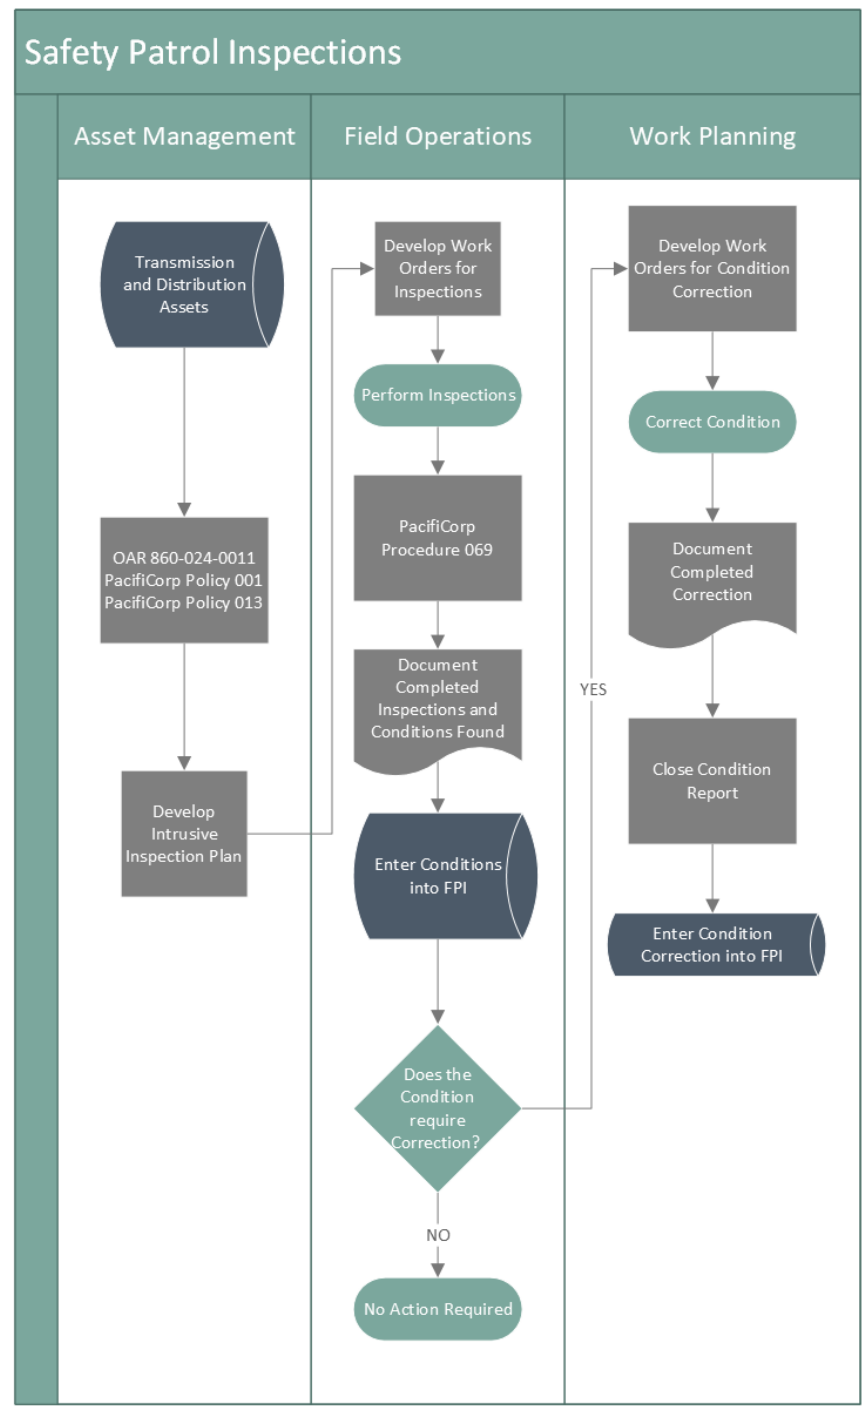 Safety Patrol Inspections
Asset Management
Field Operations
Work Planning
Transmission
and Distribution
Assets
OAR 860-024-0011
PacifiCorp Policy 001
PacifiCorp Policy 013
Develop
Intrusive
Inspection Plan
Develop Work
Orders for
Inspections
Perform Inspections
PacifiCorp
Procedure 069
Document
Completed
Inspections and
Conditions Found
Enter Conditions
into FPI
Does the
Condition
require
Correction?
NO
No Action Required
YES
Develop Work
Orders for Condition
Correction
Correct Condition
Document
Completed
Correction
Close Condition
Report
Enter Condition
Correction into FPI